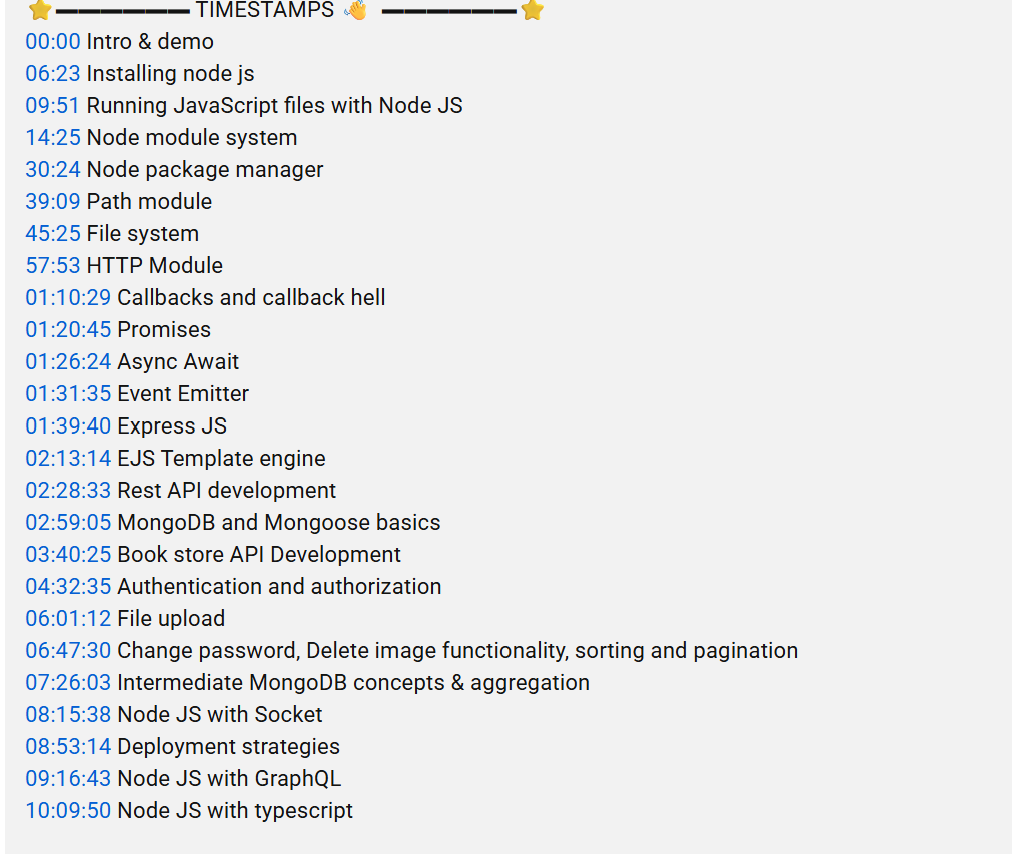 ⭐️▬▬▬▬▬▬ TIMESTAMPS 👋 ▬▬▬▬▬▬⭐️
00:00 Intro & demo
06:23 Installing node js
09:51 Running JavaScript files with Node JS
14:25 Node module system
30:24 Node package manager
39:09 Path module
45:25 File system
57:53 HTTP Module
01:10:29 Callbacks and callback hell
01:20:45 Promises
01:26:24 Async Await
01:31:35 Event Emitter
01:39:40 Express JS
02:13:14 EJS Template engine
02:28:33 Rest API development
02:59:05 MongoDB and Mongoose basics
03:40:25 Book store API Development
04:32:35 Authentication and authorization
06:01:12 File upload
06:47:30 Change password, Delete image functionality, sorting and pagination
07:26:03 Intermediate MongoDB concepts & aggregation
08:15:38 Node JS with Socket
08:53:14 Deployment strategies
09:16:43 Node JS with GraphQL
10:09:50 Node JS with typescript